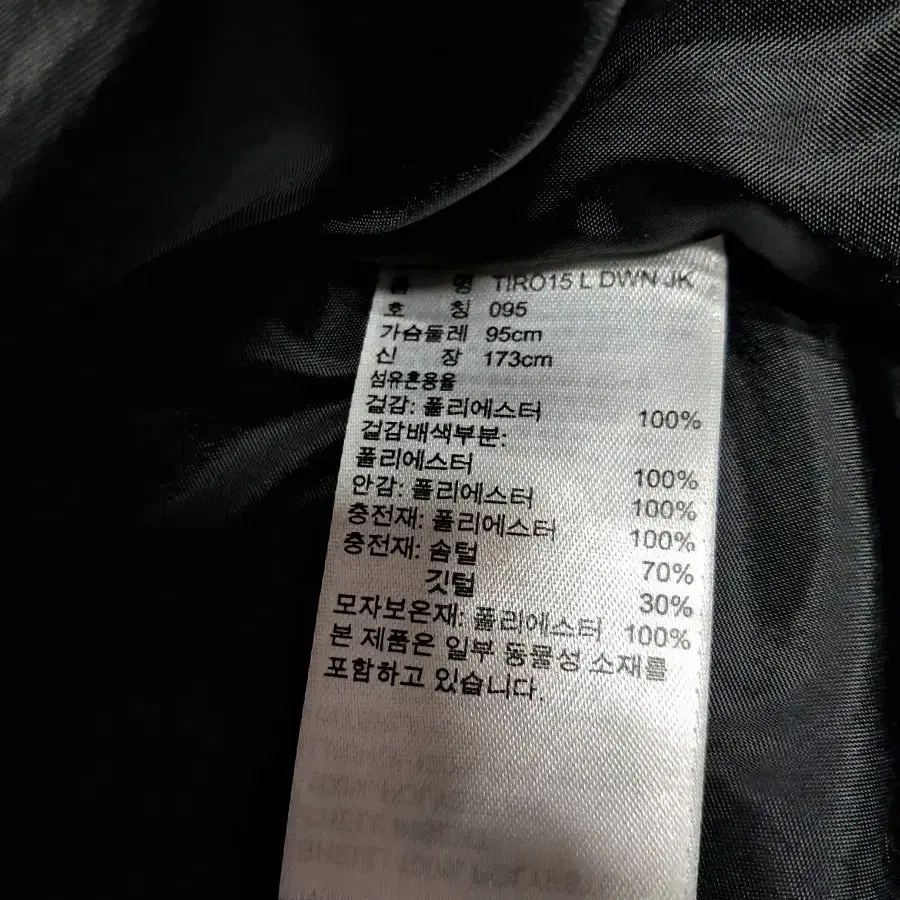 품 명 TIRO15 L DWN JK
호 칭 095
가슴둘레 95cm
신 장 173cm
섬유혼용율
겉감: 폴리에스터 100%
겉감배색부분:
폴리에스터 100%
안감: 폴리에스터 100%
충전재: 폴리에스터 100%
충전재: 솜털 70%
깃털 30%
모자보온재: 폴리에스터 100%
본 제품은 일부 동물성 소재를
포함하고 있습니다.